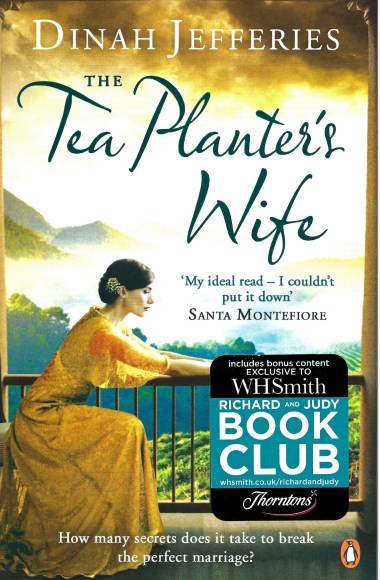 DINAH JEFFERIES
THE
Tea Planter's
Wife
'My ideal read – I couldn't
put it down'
SANTA MONTEFIORE
includes bonus content
EXCLUSIVE TO
WHSmith
RICHARD AND JUDY
BOOK
CLUB
whsmith.co.uk/richardandjudy
Thorntons
How many secrets does it take to break
the perfect marriage?